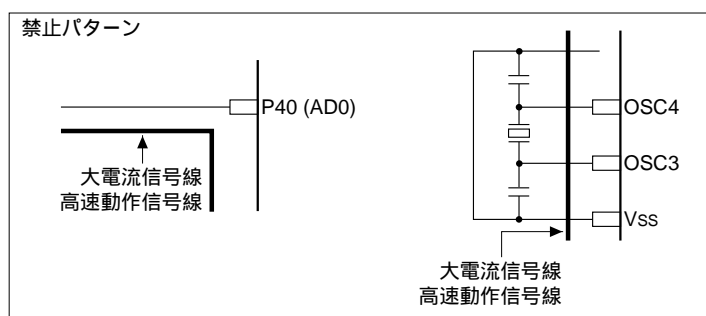 禁止パターン
P40 (AD0)
大電流信号線
高速動作信号線
OSC4
OSC3
VSS
大電流信号線
高速動作信号線